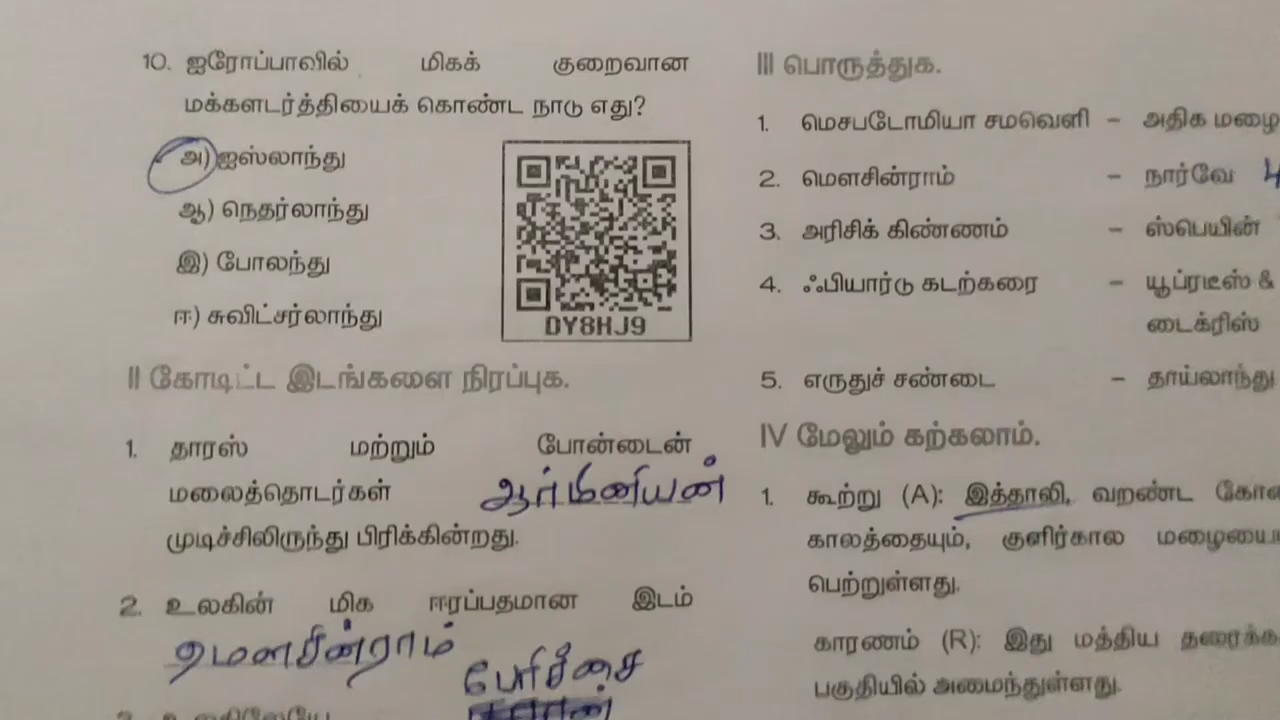 10. ஐரோப்பாவில் மிகக் குறைவான
மக்களடர்த்தியைக் கொண்ட நாடு எது?
அ) ஐஸ்லாந்து
ஆ) நெதர்லாந்து
இ) போலந்து
ஈ) சுவிட்சர்லாந்து
DY8HJ9
II கோடிட்ட இடங்களை நிரப்புக.
1. தாரஸ் மற்றும் போன்டைன்
மலைத்தொடர்கள் ஆர்மீனியன்
முடிச்சிலிருந்து பிரிக்கின்றது.
2. உலகின் மிக ஈரப்பதமான இடம்
மௌசின்ராம்
பேரிச்சை
III பொருத்துக.
1. மெசபடோமியா சமவெளி – அதிக மழை
2. மௌசின்ராம் – நார்வே 4
3. அரிசிக் கிண்ணம் – ஸ்பெயின்
4. ஃபியார்டு கடற்கரை – யூப்ரடீஸ் &
டைக்ரிஸ்
5. எருதுச் சண்டை – தாய்லாந்து
IV மேலும் கற்கலாம்.
1. கூற்று (A): இத்தாலி, வறண்ட
காலத்தையும், குளிர்கால
பெற்றுள்ளது.
காரணம் (R): இது மத்திய
பகுதியில் அமைந்துள்ளது.